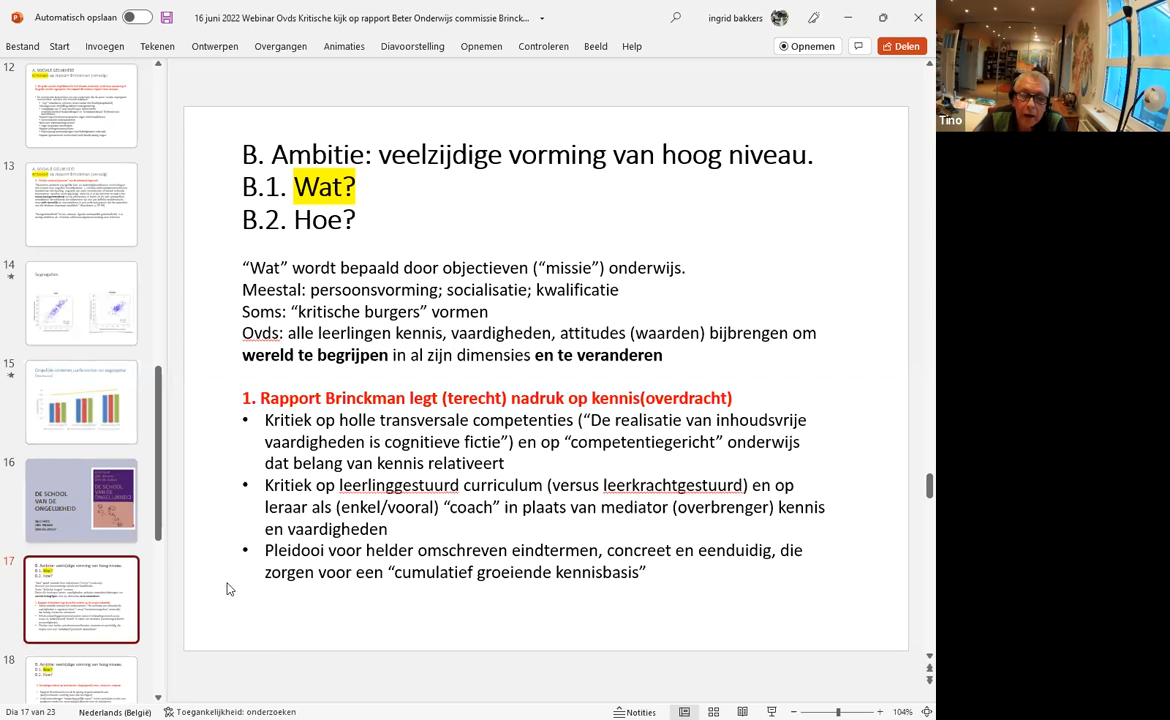 Automatisch opslaan
16 juni 2022 Webinar Ovds Kritische kijk op rapport Beter Onderwijs commissie Brinck...
ingrid bakkers
Bestand Start Invoegen Tekenen Ontwerpen Overgangen Animaties Diavoorstelling Opnemen Controleren Beeld Help
Opnemen
Delen
12
13
14
Segregation
15
16
DE SCHOOL
VAN DE
ONGELIJKHEID
17
18
B. Ambitie: veelzijdige vorming van hoog niveau.
B.1. Wat?
B.2. Hoe?
“Wat” wordt bepaald door objectieven (“missie”) onderwijs.
Meestal: persoonsvorming; socialisatie; kwalificatie
Soms: “kritische burgers” vormen
Ovds: alle leerlingen kennis, vaardigheden, attitudes (waarden) bijbrengen om
wereld te begrijpen in al zijn dimensies en te veranderen
1. Rapport Brinckman legt (terecht) nadruk op kennis(overdracht)
• Kritiek op holle transversale competenties (“De realisatie van inhoudsvrije
vaardigheden is cognitieve fictie”) en op “competentiegericht” onderwijs
dat belang van kennis relativeert
• Kritiek op leerlinggestuurd curriculum (versus leerkrachtgestuurd) en op
leraar als (enkel/vooral) “coach” in plaats van mediator (overbrenger) kennis
en vaardigheden
• Pleidooi voor helder omschreven eindtermen, concreet en eenduidig, die
zorgen voor een “cumulatief groeiende kennisbasis”
Tino
Dia 17 van 23
Nederlands (België)
Toegankelijkheid: onderzoeken
Notities
104%